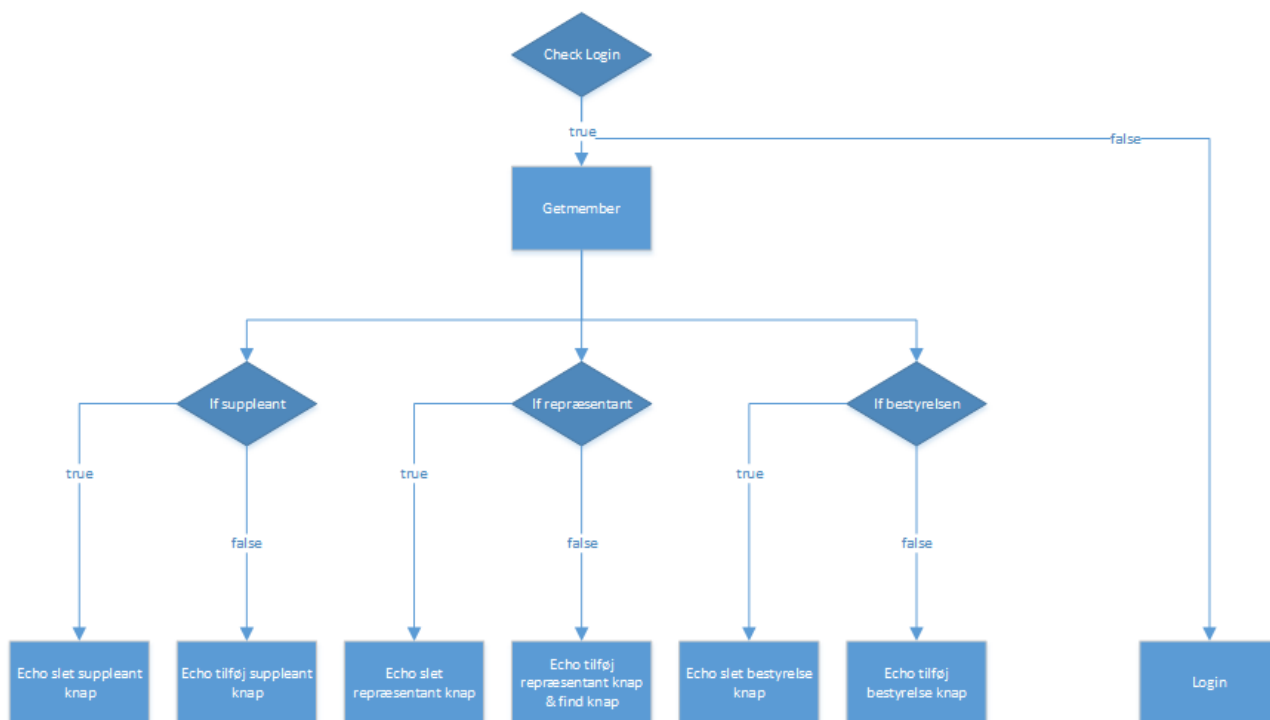 Check Login
true
false
Getmember
If suppleant
If repræsentant
If bestyrelsen
true
true
true
false
false
false
Echo slet suppleant
knap
Echo tilføj suppleant
knap
Echo slet
repræsentant knap
Echo tilføj
repræsentant knap
& find knap
Echo slet bestyrelse
knap
Echo tilføj
bestyrelse knap
Login